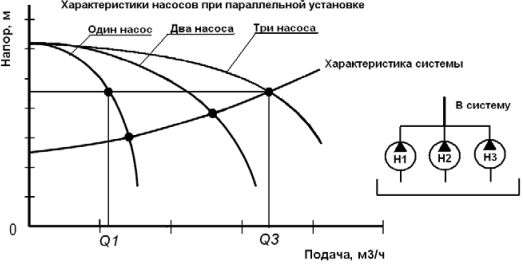 Характеристики насосов при параллельной установке
Напор, м
Один насос
Два насоса
Три насоса
Характеристика системы
В систему
Н1
Н2
Н3
0
Q1
Q3
Подача, м3/ч